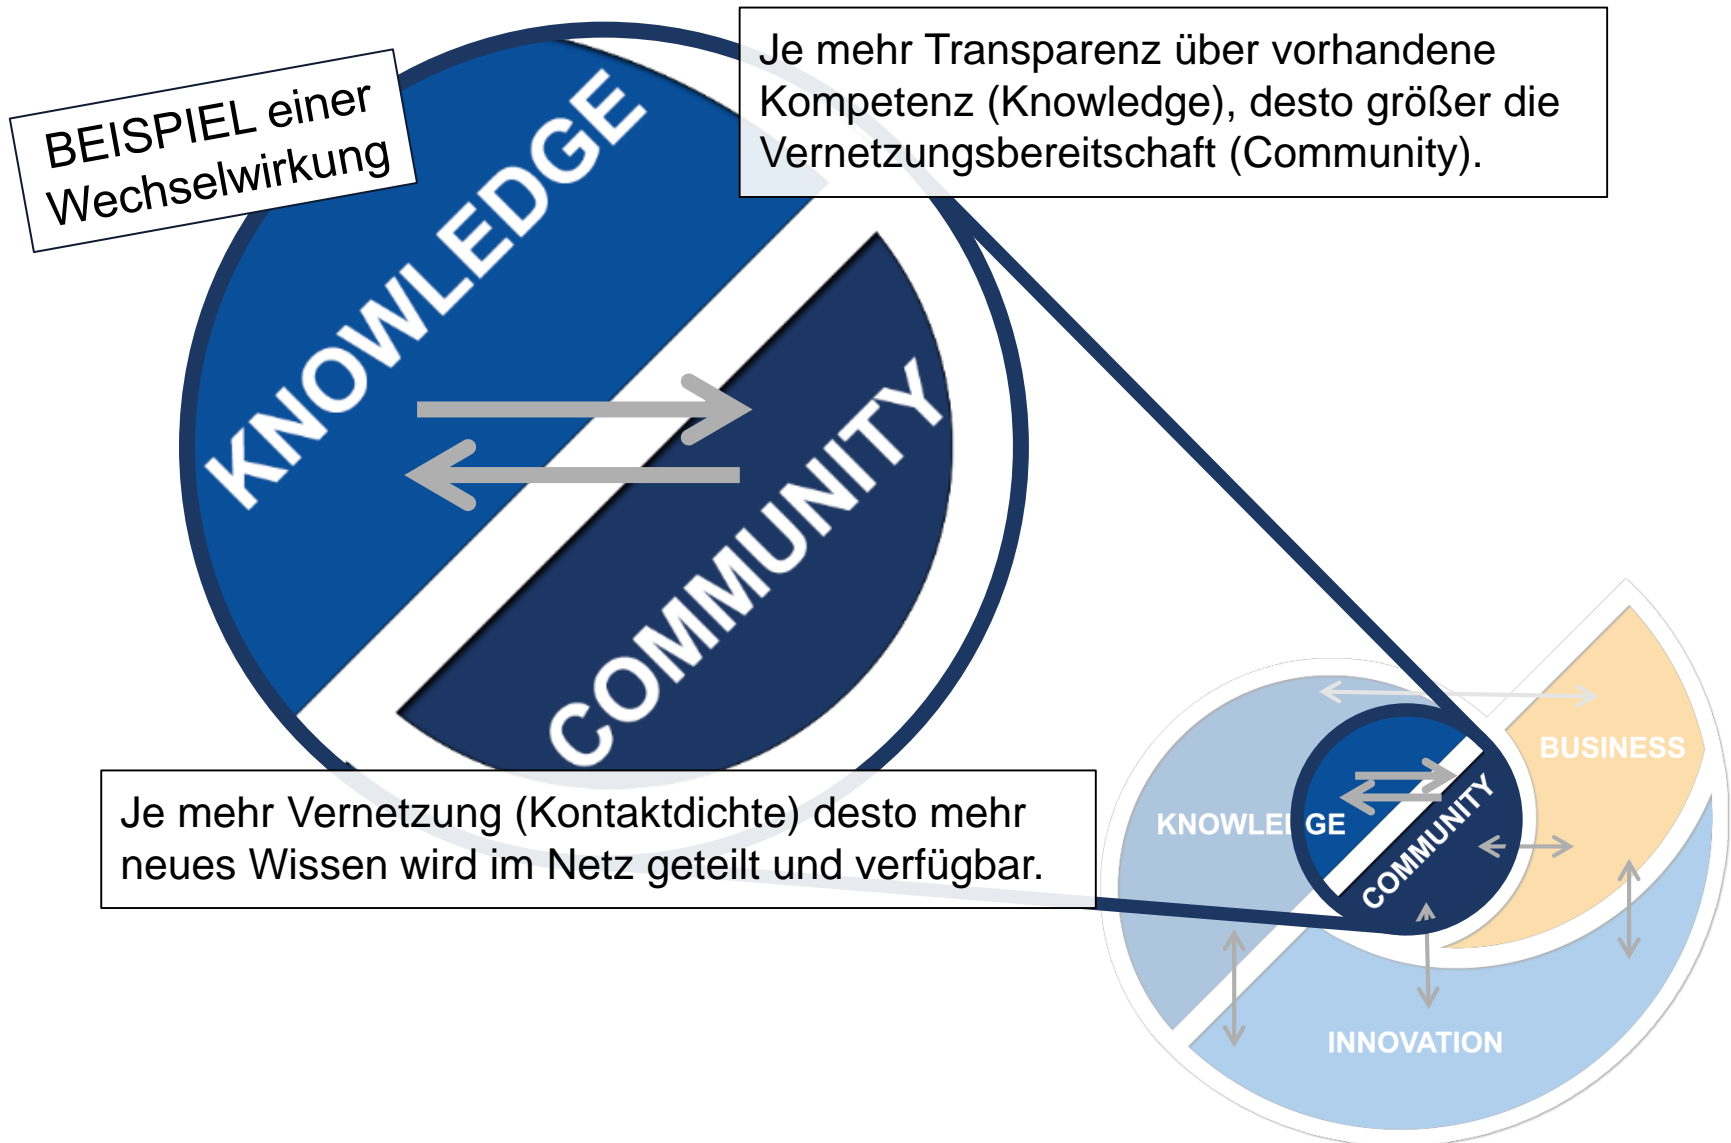 BEISPIEL einer
Wechselwirkung
Je mehr Transparenz über vorhandene
Kompetenz (Knowledge), desto größer die
Vernetzungsbereitschaft (Community).
KNOWLEDGE
COMMUNITY
Je mehr Vernetzung (Kontaktdichte) desto mehr
neues Wissen wird im Netz geteilt und verfügbar.
BUSINESS
KNOWLEDGE
COMMUNITY
INNOVATION